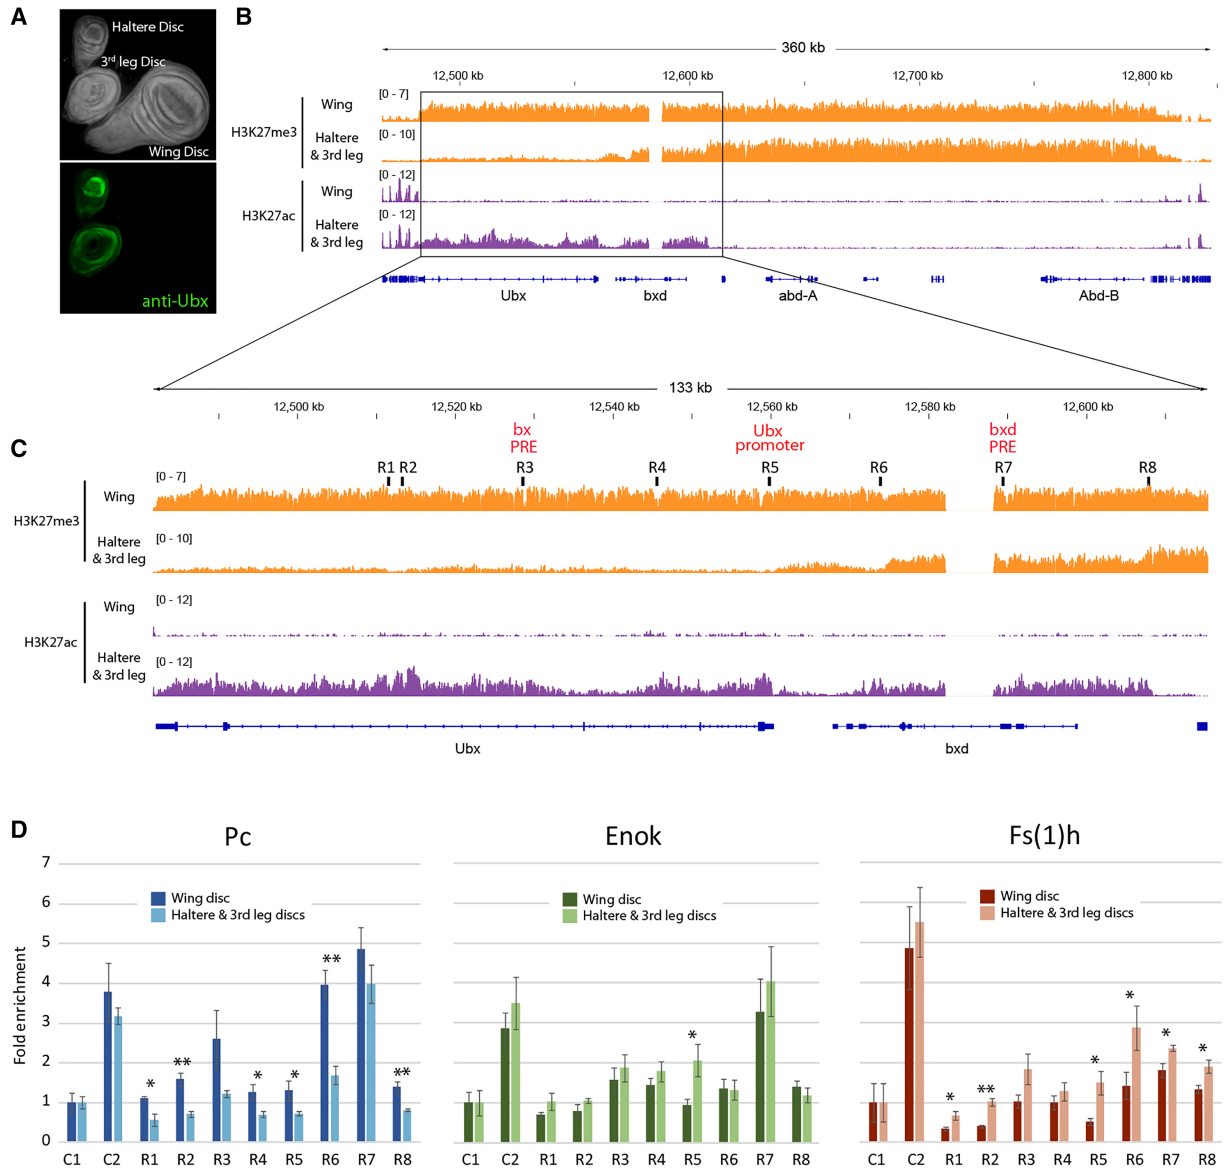 A
Haltere Disc
3rd leg Disc
Wing Disc
anti-Ubx
B
360 kb
12,500 kb 12,600 kb 12,700 kb 12,800 kb
H3K27me3
Wing
[0 - 7]
Haltere
& 3rd leg
[0 - 10]
H3K27ac
Wing
[0 - 12]
Haltere
& 3rd leg
[0 - 12]
Ubx bxd abd-A Abd-B
133 kb
12,500 kb 12,520 kb 12,540 kb 12,560 kb 12,580 kb 12,600 kb
C
bx
PRE
Ubx
promoter
bxd
PRE
R1 R2 R3 R4 R5 R6 R7 R8
H3K27me3
Wing
[0 - 7]
Haltere
& 3rd leg
[0 - 10]
H3K27ac
Wing
[0 - 12]
Haltere
& 3rd leg
[0 - 12]
Ubx bxd
D
Pc
Fold enrichment
7
6
5
4
3
2
1
0
Wing disc
Haltere & 3rd leg discs
* ** * * ** **
C1 C2 R1 R2 R3 R4 R5 R6 R7 R8
Enok
Wing disc
Haltere & 3rd leg discs
*
C1 C2 R1 R2 R3 R4 R5 R6 R7 R8
Fs(1)h
Wing disc
Haltere & 3rd leg discs
* ** * * * *
C1 C2 R1 R2 R3 R4 R5 R6 R7 R8